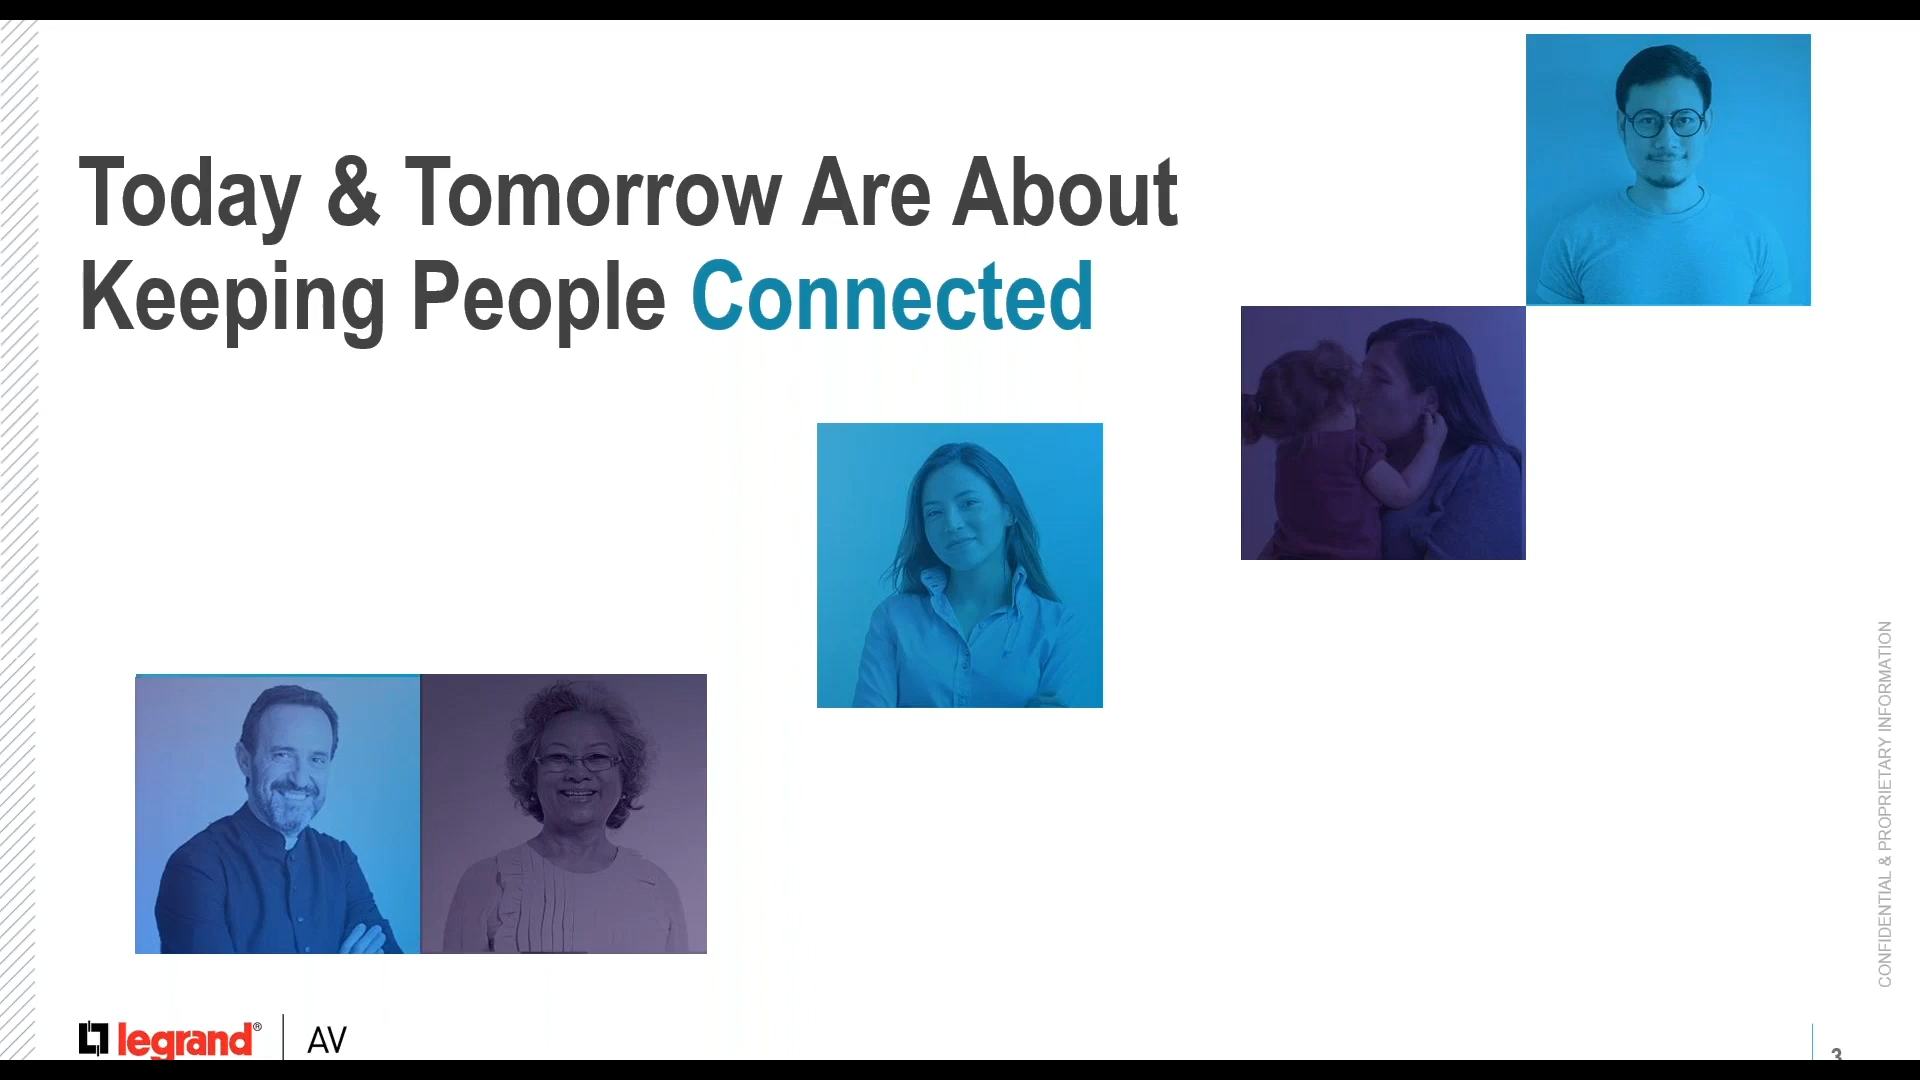 Today & Tomorrow Are About
Keeping People Connected
CONFIDENTIAL & PROPRIETARY INFORMATION
legrand® | AV
3